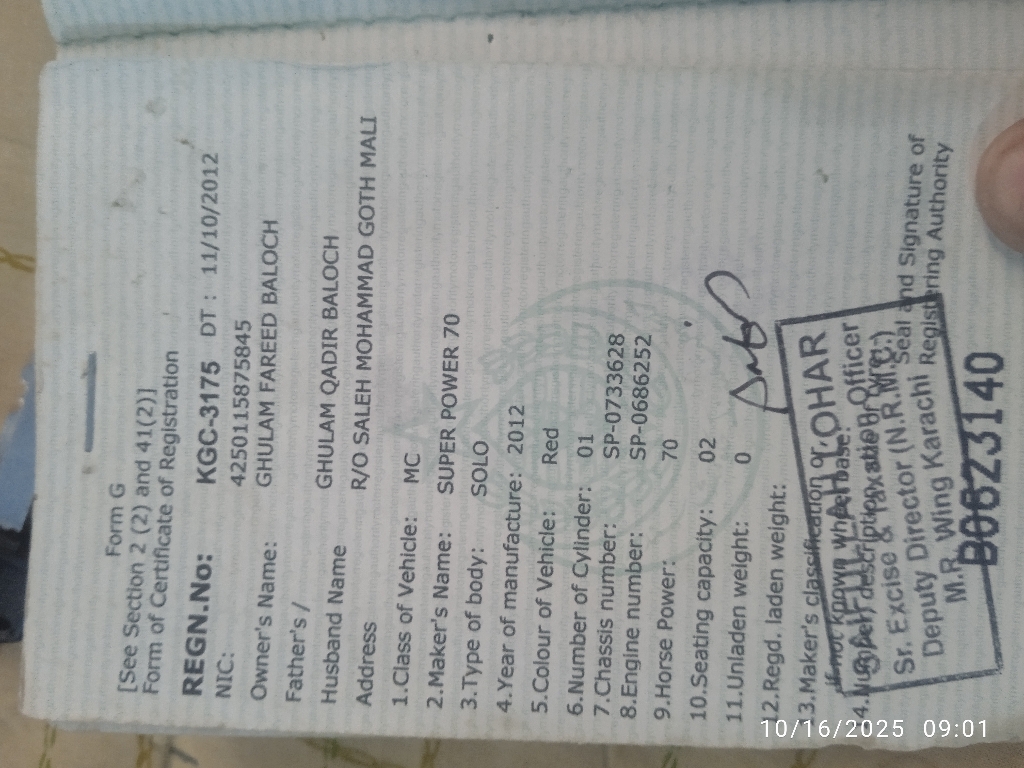 Form G
[See Section 2 (2) and 41(2)]
Form of Certificate of Registration
REGN.No: KGC-3175 DT : 11/10/2012
NIC: 4250115875845
Owner's Name: GHULAM FAREED BALOCH
Father's /
Husband Name GHULAM QADIR BALOCH
Address R/O SALEH MOHAMMAD GOTH MALI
1.Class of Vehicle: MC
2.Maker's Name: SUPER POWER 70
3.Type of body: SOLO
4.Year of manufacture: 2012
5.Colour of Vehicle: Red
6.Number of Cylinder: 01
7.Chassis number: SP-0733628
8.Engine number: SP-0686252
9.Horse Power: 70
10.Seating capacity: 02
11.Unladen weight: 0
12.Regd. laden weight:
13.Maker's classification or
if not known wheel base:
Seal and Signature of
Registering Authority
Sr. Excise & Taxation Officer
Deputy Director (N.R.M.C.)
M.R. Wing Karachi
B0623140
10/16/2025 09:01